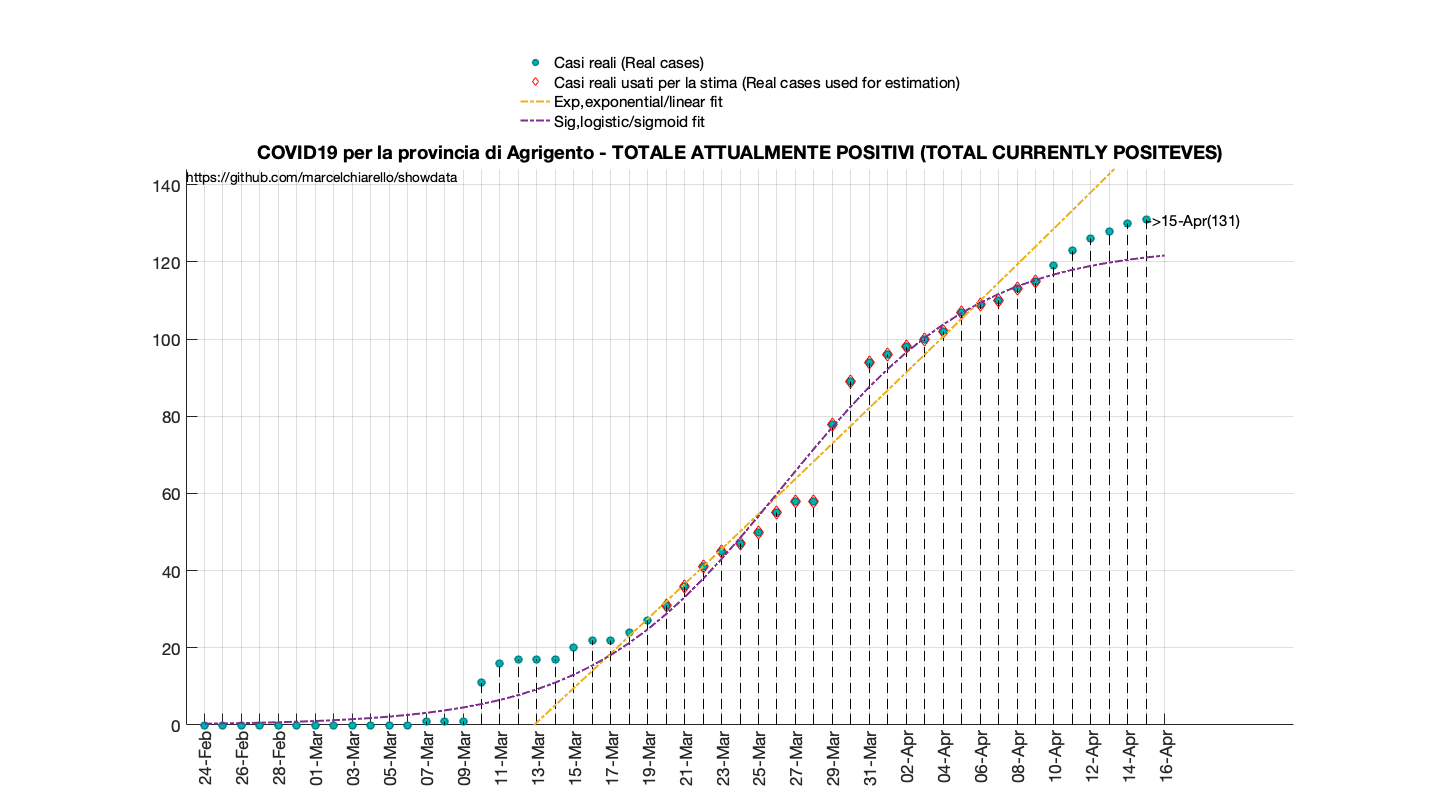 Casi reali (Real cases)
Casi reali usati per la stima (Real cases used for estimation)
Exp,exponential/linear fit
Sig,logistic/sigmoid fit
COVID19 per la provincia di Agrigento - TOTALE ATTUALMENTE POSITIVI (TOTAL CURRENTLY POSITEVES)
https://github.com/marcelchiarello/showdata
140
120
100
80
60
40
20
0
->15-Apr(131)
24-Feb
26-Feb
28-Feb
01-Mar
03-Mar
05-Mar
07-Mar
09-Mar
11-Mar
13-Mar
15-Mar
17-Mar
19-Mar
21-Mar
23-Mar
25-Mar
27-Mar
29-Mar
31-Mar
02-Apr
04-Apr
06-Apr
08-Apr
10-Apr
12-Apr
14-Apr
16-Apr